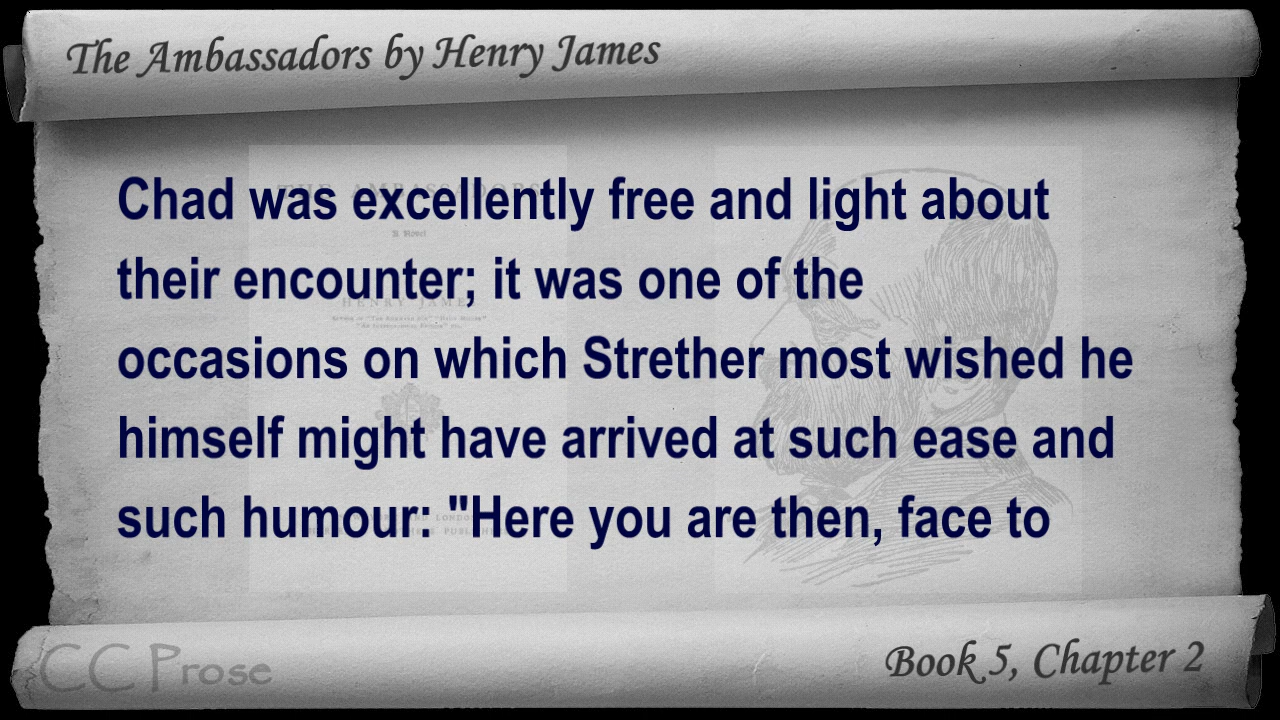 The Ambassadors by Henry James
Chad was excellently free and light about
their encounter; it was one of the
occasions on which Strether most wished he
himself might have arrived at such ease and
such humour: "Here you are then, face to
CC Prose
Book 5, Chapter 2